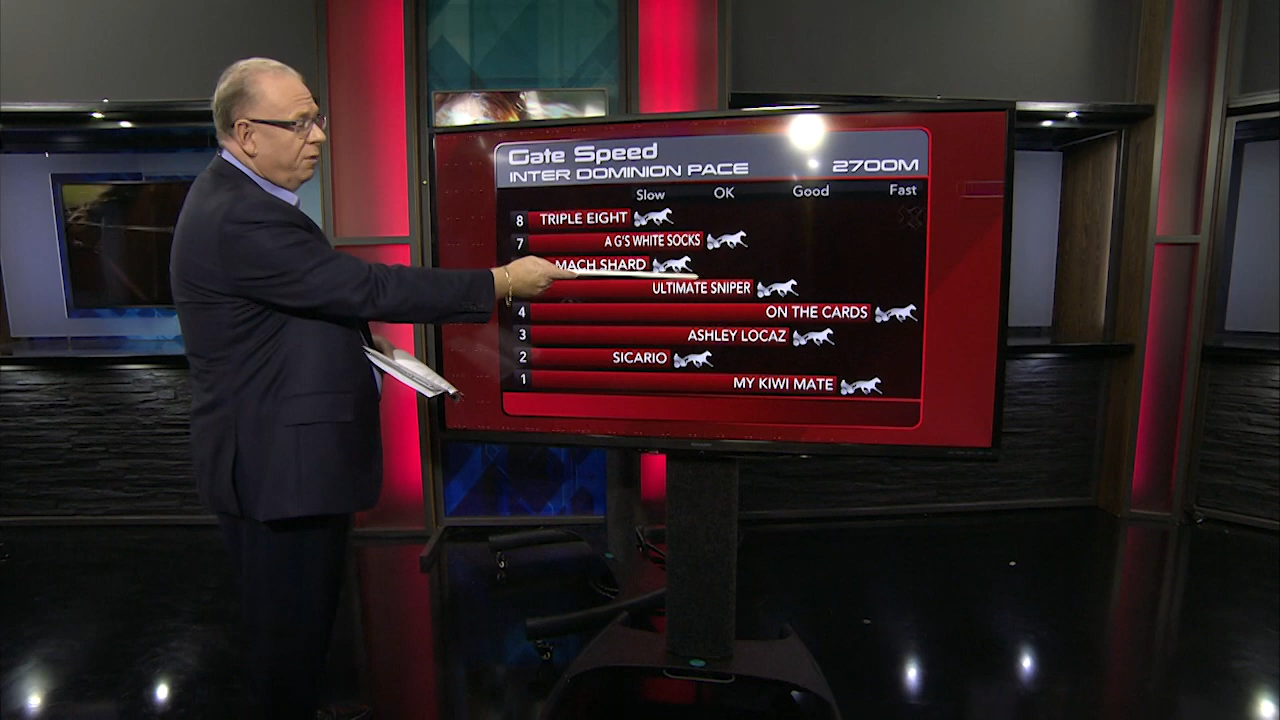 Gate Speed
INTER DOMINION PACE 2700M
Slow OK Good Fast
8 TRIPLE EIGHT
7 A G'S WHITE SOCKS
MACH SHARD
ULTIMATE SNIPER
4 ON THE CARDS
3 ASHLEY LOCAZ
2 SICARIO
1 MY KIWI MATE